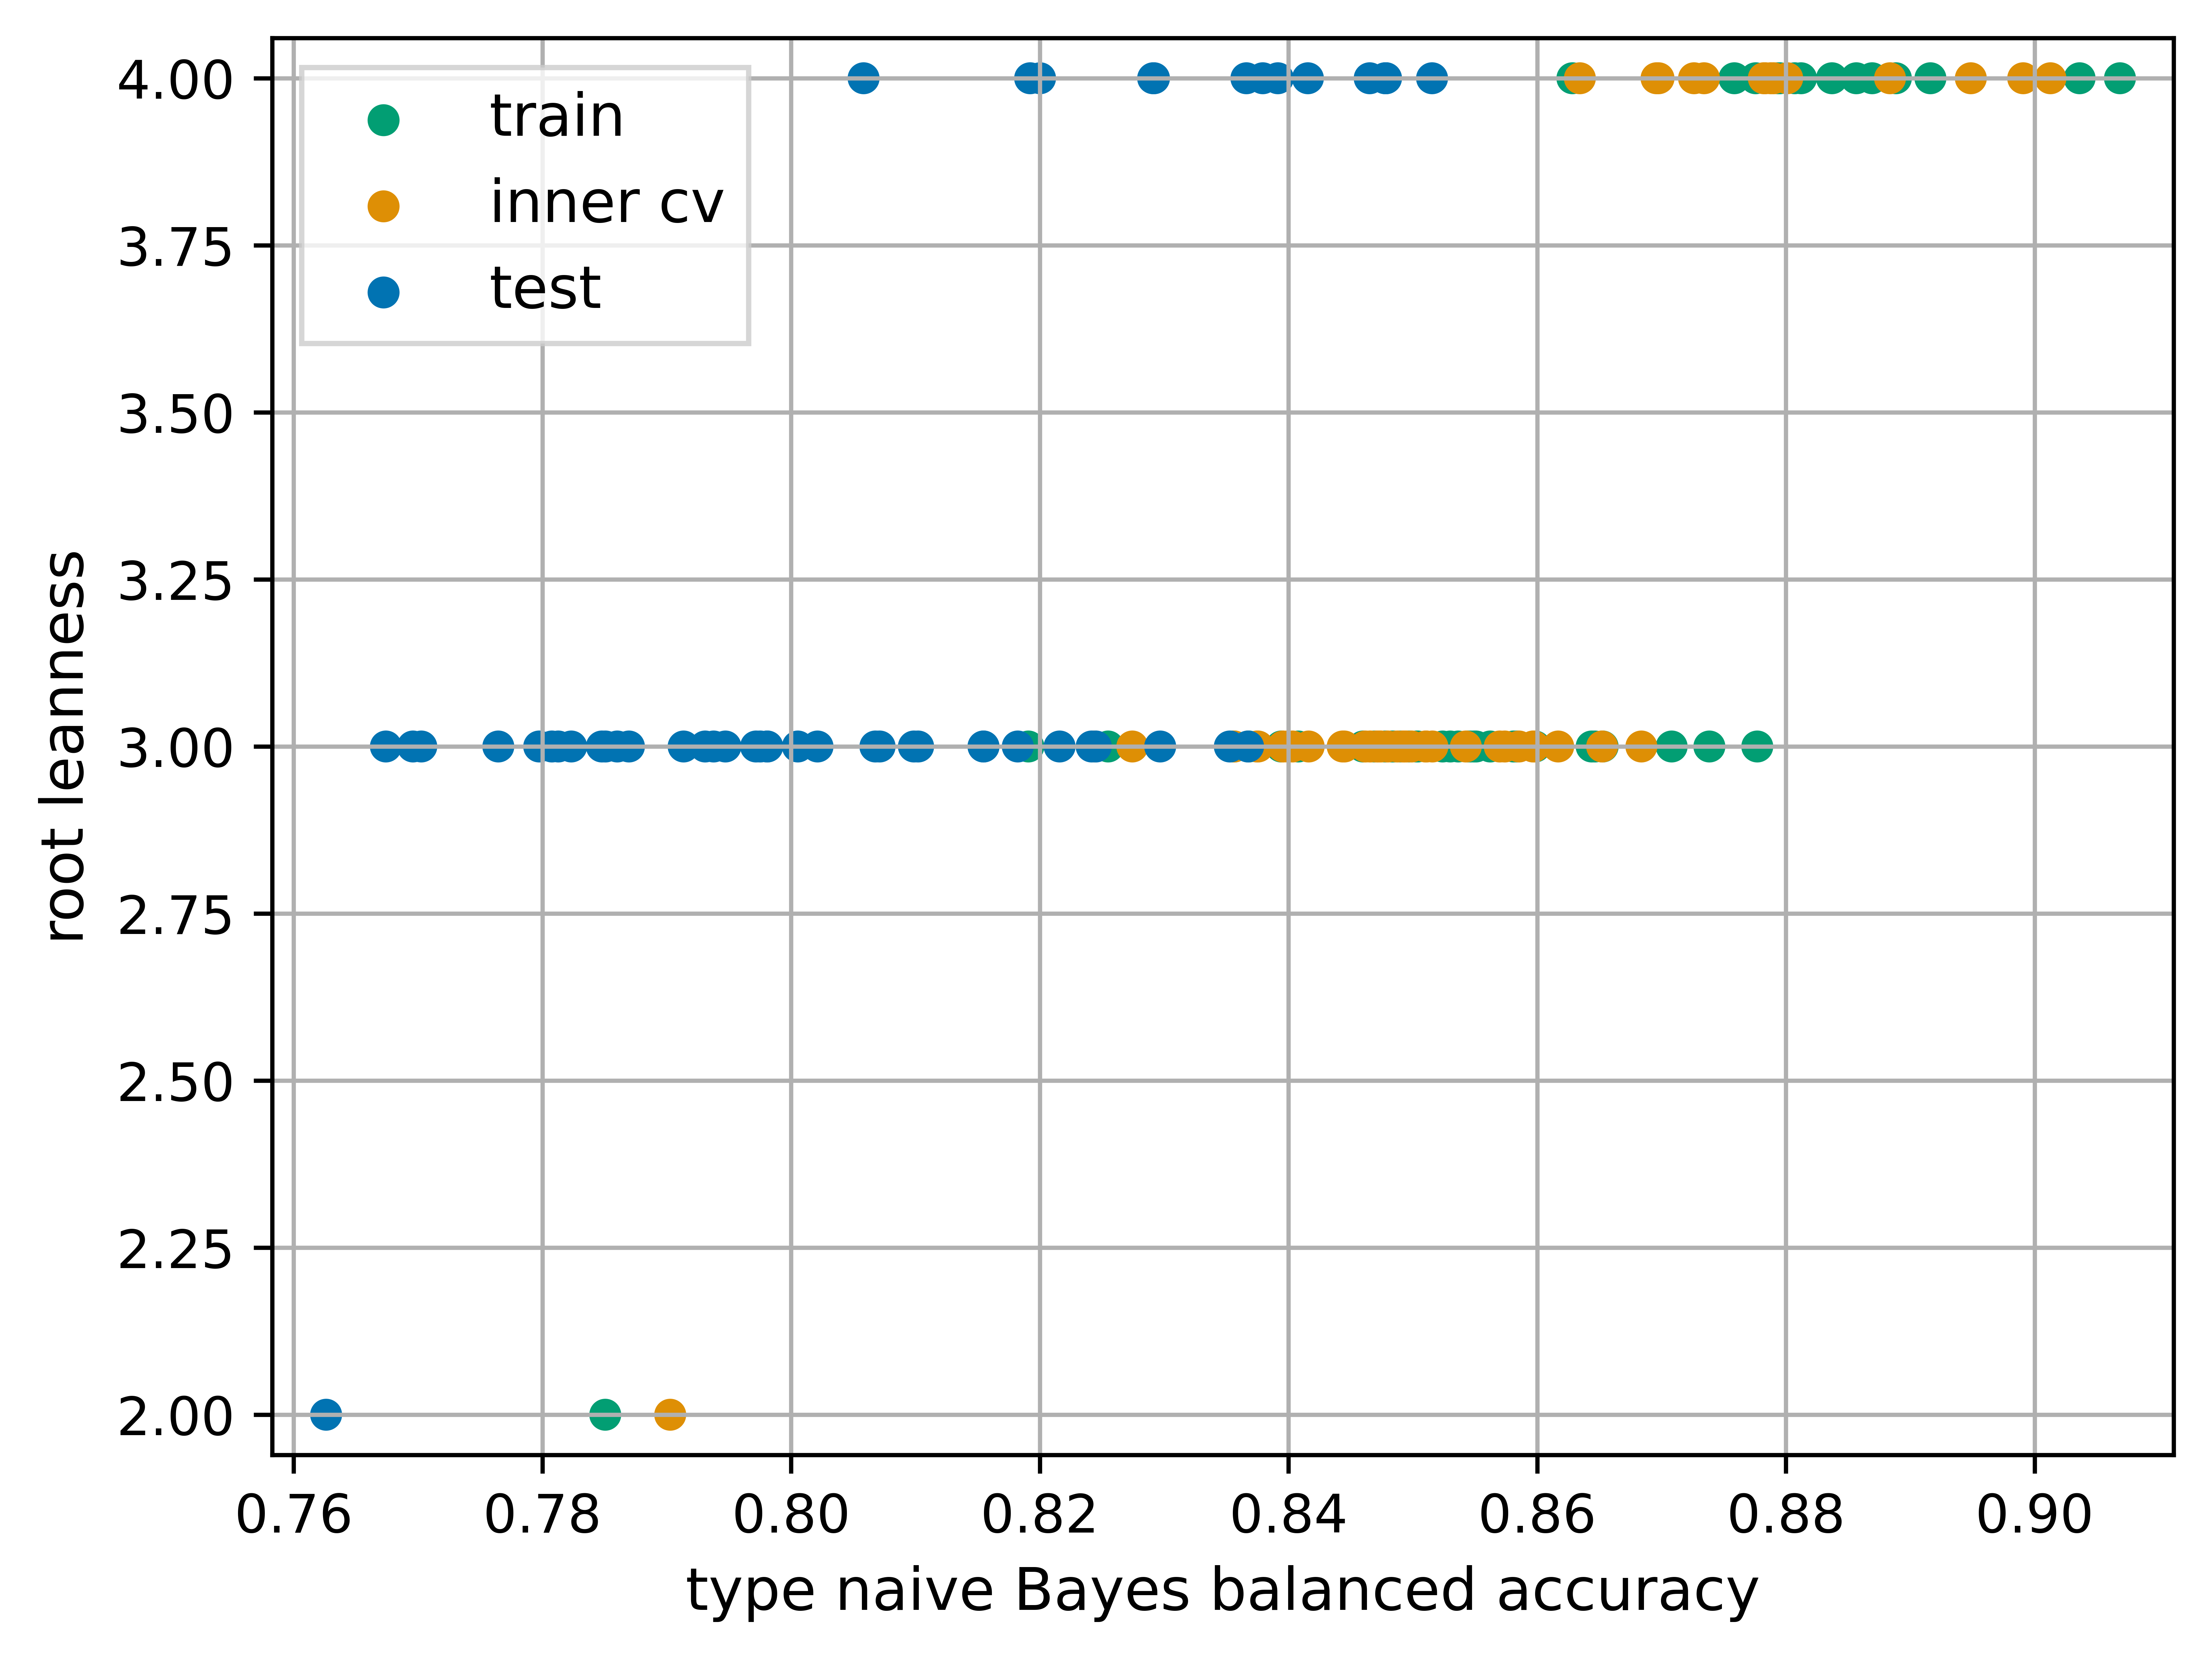 train
inner cv
test
root leanness
4.00
3.75
3.50
3.25
3.00
2.75
2.50
2.25
2.00
0.76 0.78 0.80 0.82 0.84 0.86 0.88 0.90
type naive Bayes balanced accuracy